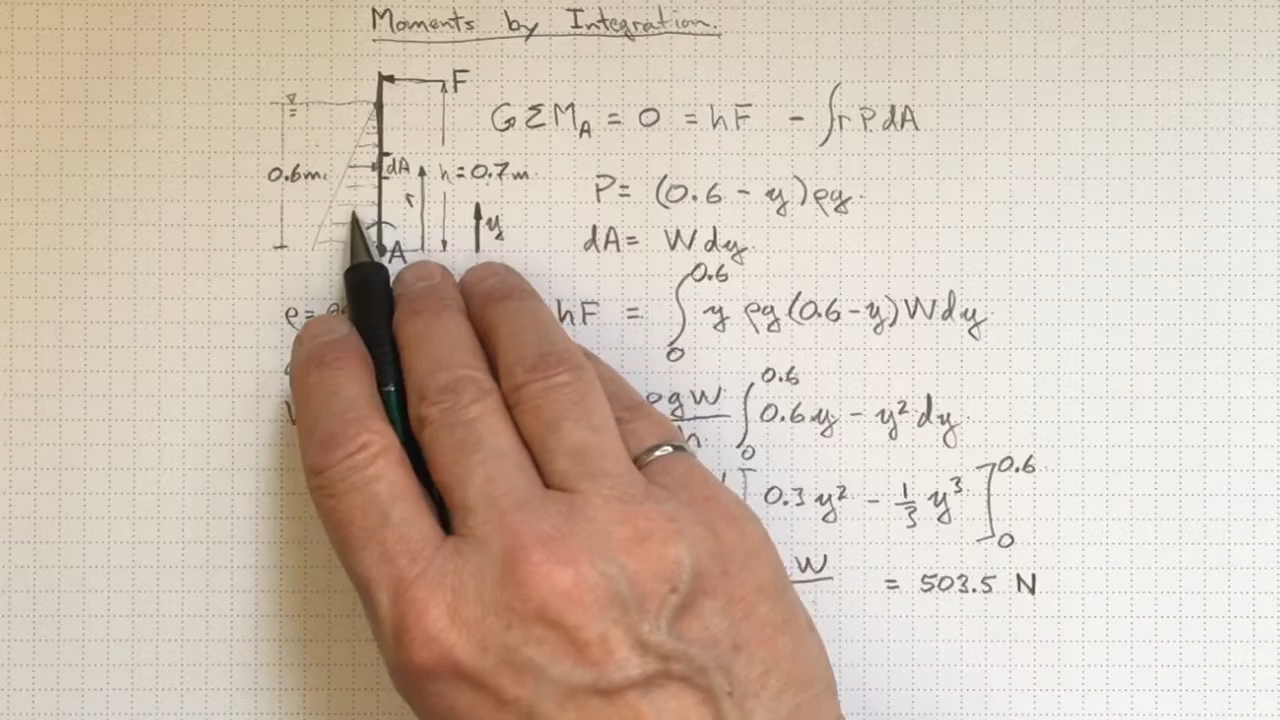 Moments by Integration.
F
G ΣM_A = 0 = hF - ∫r P dA
0.6m.
dA
r
h = 0.7m
y
A
P = (0.6 - y)ρg.
dA = W dy.
ρ =
hF = ∫₀^0.6 y ρg(0.6 - y) W dy.
ρgW ∫₀^0.6 0.6y - y² dy.
h
0.3y² - 1/3 y³ ]₀^0.6
W = 503.5 N